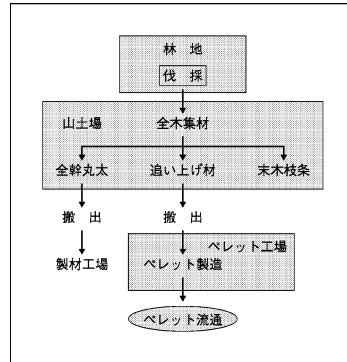 林 地
伐 採
山土場 全木集材
全幹丸太 追い上げ材 末木枝条
搬 出 搬 出
ペレット工場
製材工場 ペレット製造
ペレット流通